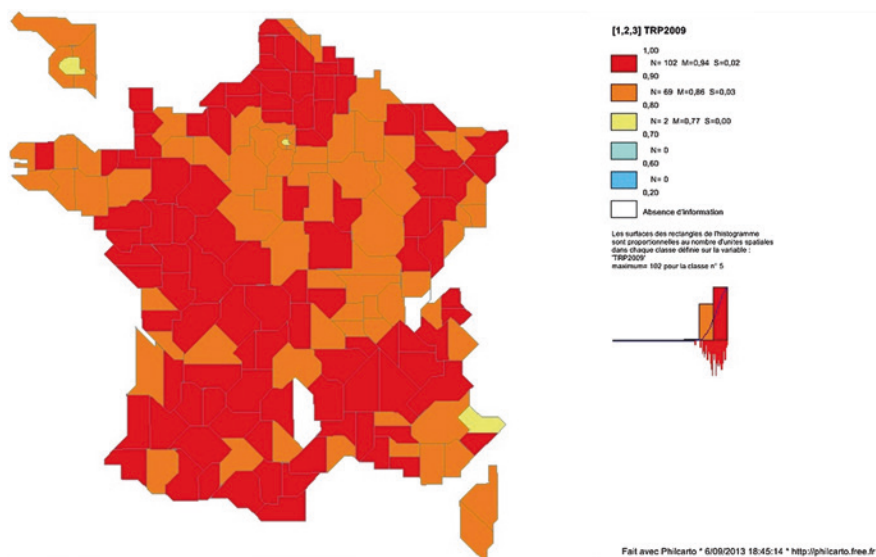 [1,2,3] TRP2009
1,00
N= 102 M=0,94 S=0,02
0,90
N= 69 M=0,86 S=0,03
0,80
N= 2 M=0,77 S=0,00
0,70
N= 0
0,60
N= 0
0,20
Absence d'information
Les surfaces des rectangles de l'histogramme
sont proportionnelles au nombre d'unites spatiales
dans chaque classe définie sur la variable :
'TRP2009'
maximum= 102 pour la classe n° 5
Fait avec Philcarto * 6/09/2013 18:45:14 * http://philcarto.free.fr